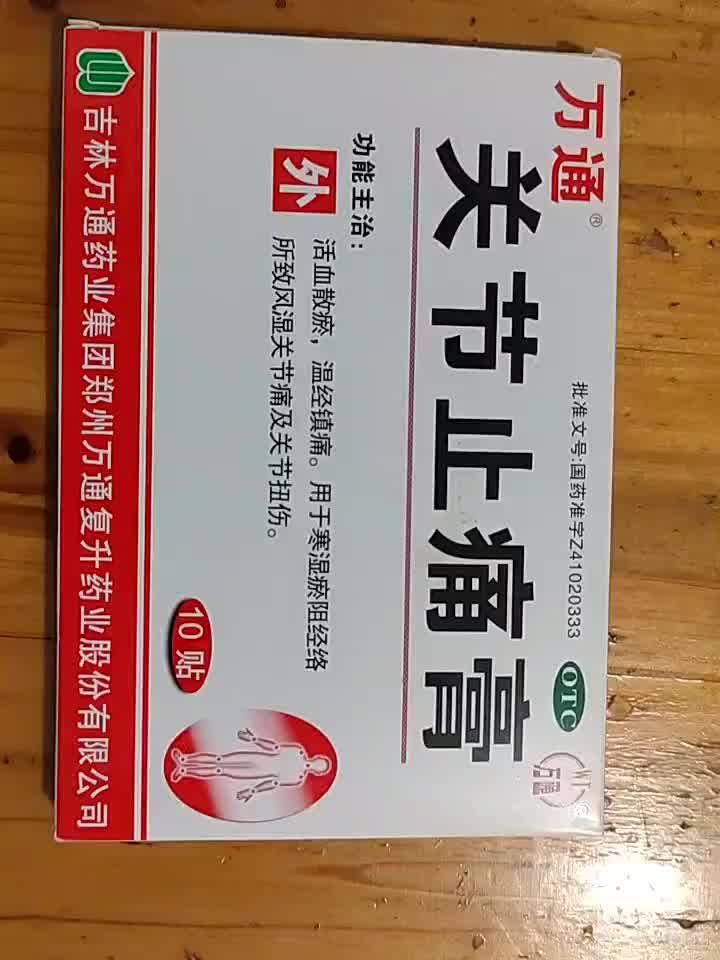 万通®
批准文号:国药准字Z41020333
OTC
关节止痛膏
万通®
功能主治：
外
活血散瘀，温经镇痛。用于寒湿瘀阻经络
所致风湿关节痛及关节扭伤。
10贴
吉林万通药业集团郑州万通复升药业股份有限公司